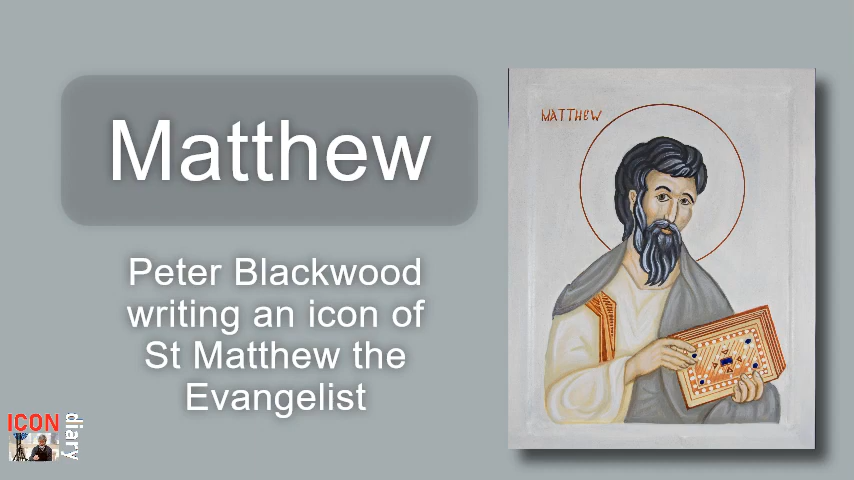 Matthew
Peter Blackwood
writing an icon of
St Matthew the
Evangelist
MATTHEW
ICON
diary